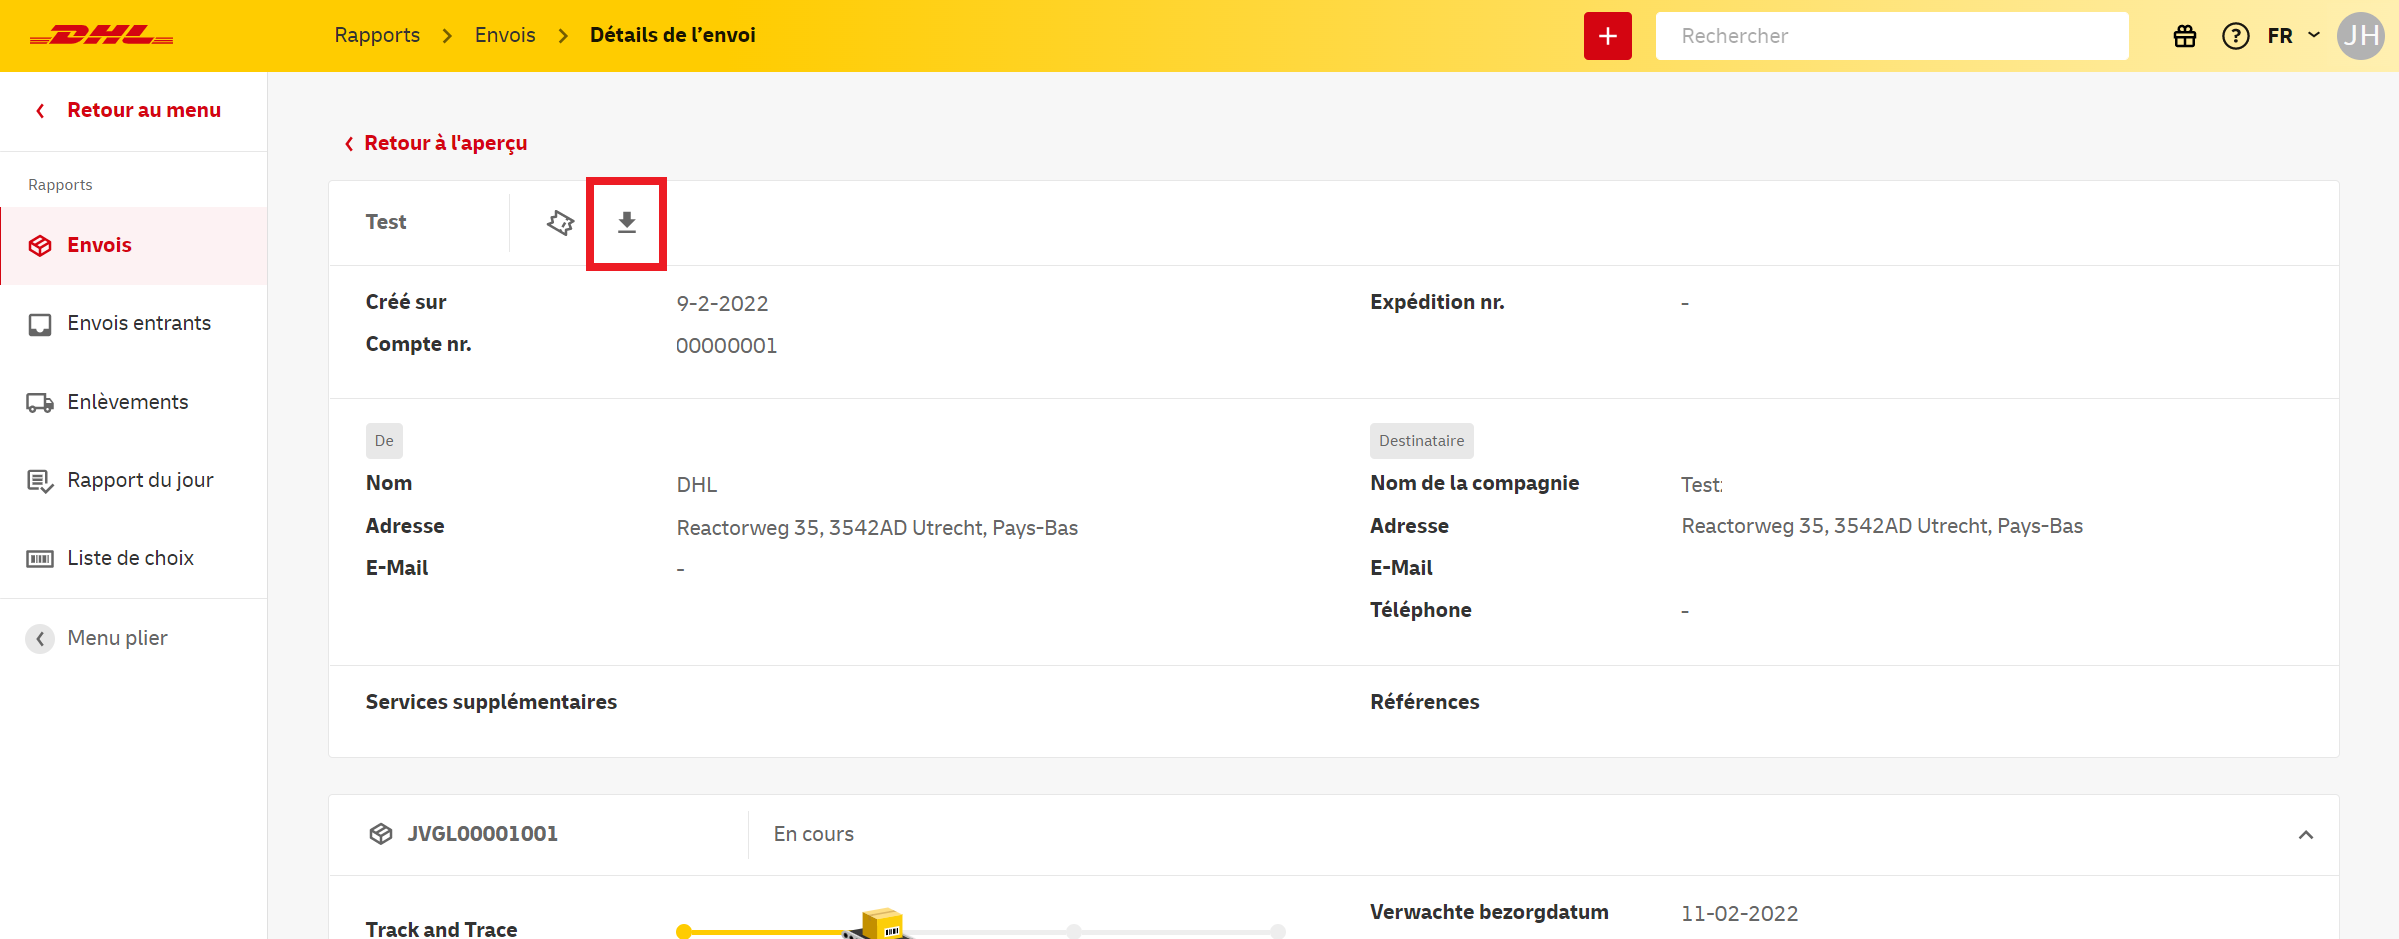 DHL Rapports Envois Détails de l’envoi + Rechercher ? FR JH
Retour au menu
Rapports
Envois
Envois entrants
Enlèvements
Rapport du jour
Liste de choix
Menu plier
Retour à l'aperçu
Test
Créé sur 9-2-2022 Expédition nr. -
Compte nr. 00000001
De Destinataire
Nom DHL Nom de la compagnie Test:
Adresse Reactorweg 35, 3542AD Utrecht, Pays-Bas Adresse Reactorweg 35, 3542AD Utrecht, Pays-Bas
E-Mail - E-Mail
Téléphone -
Services supplémentaires Références
JVGL00001001 En cours
Track and Trace Verwachte bezorgdatum 11-02-2022